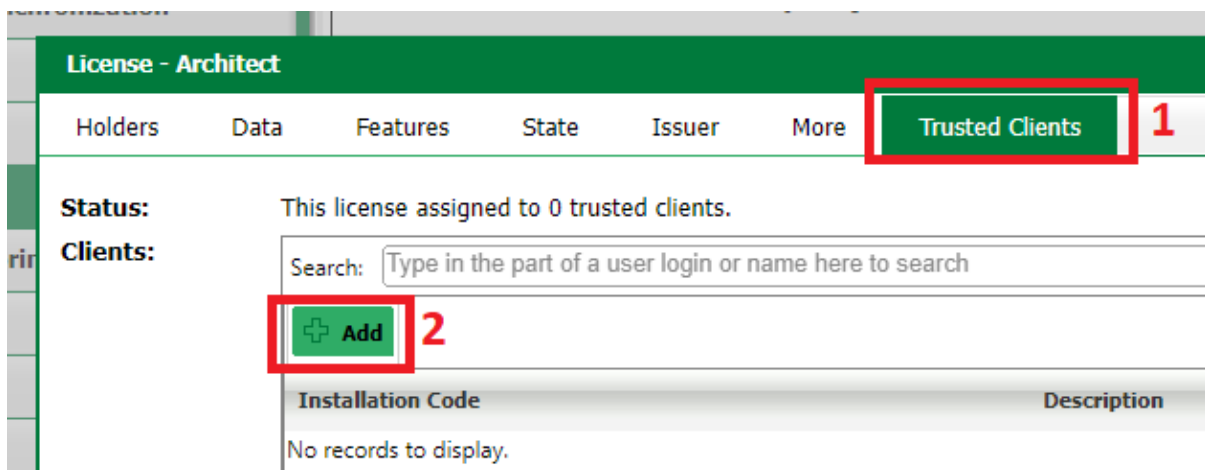 License - Architect
Holders Data Features State Issuer More Trusted Clients 1
Status: This license assigned to 0 trusted clients.
Clients:
Search: Type in the part of a user login or name here to search
Add 2
Installation Code Description
No records to display.